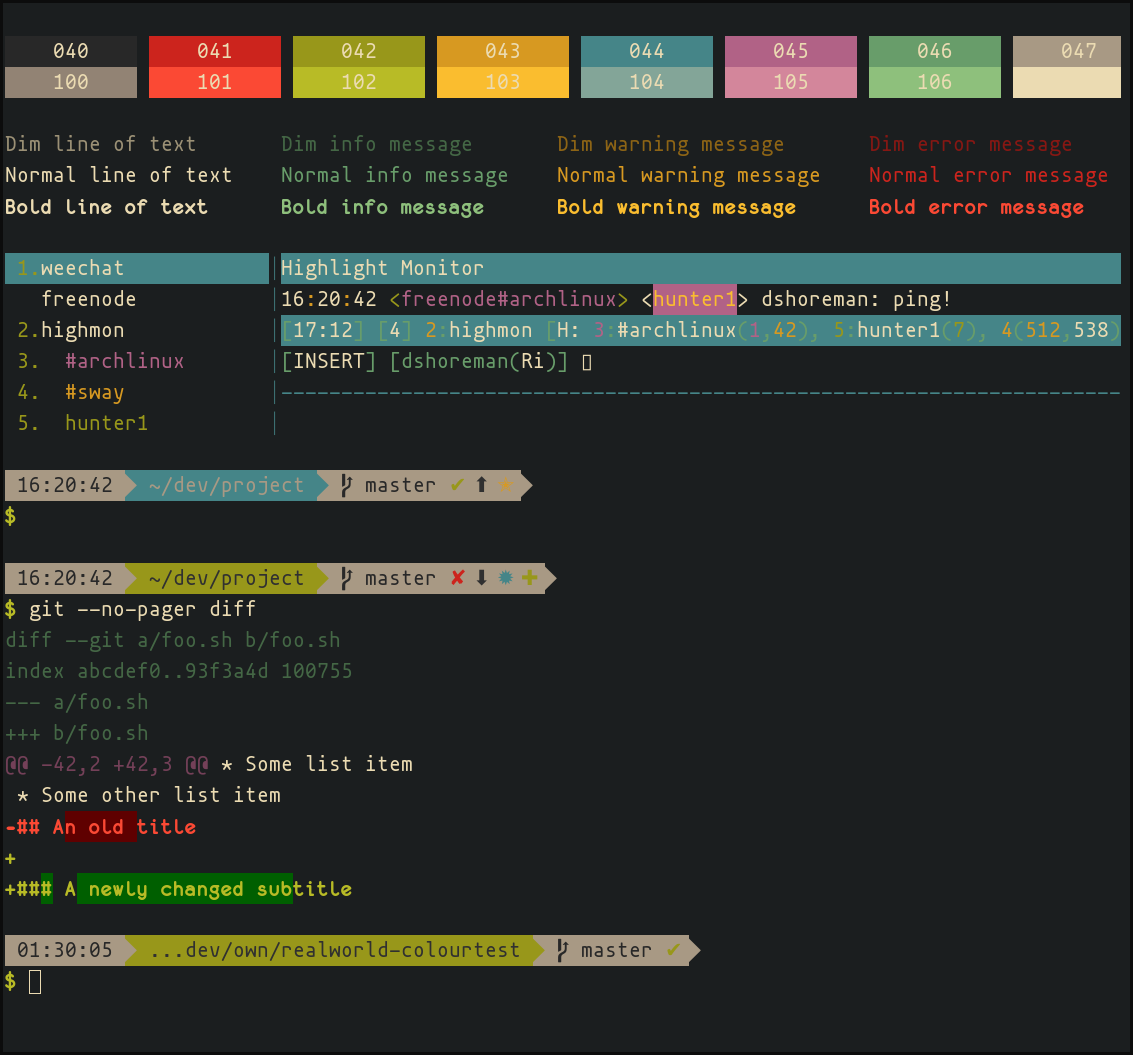 040 041 042 043 044 045 046 047
100 101 102 103 104 105 106
Dim line of text Dim info message Dim warning message Dim error message
Normal line of text Normal info message Normal warning message Normal error message
Bold line of text Bold info message Bold warning message Bold error message
1.weechat │Highlight Monitor
freenode │16:20:42 <freenode#archlinux> <hunter1> dshoreman: ping!
2.highmon │[17:12] [4] 2:highmon [H: 3:#archlinux(1,42), 5:hunter1(7), 4(512,538)
3. #archlinux │[INSERT] [dshoreman(Ri)] ▯
4. #sway │──────────────────────────────────────────────────────────────────────
5. hunter1 │
16:20:42 ~/dev/project master ✔ ⬆ ★
$
16:20:42 ~/dev/project master ✘ ⬇ ✹ ✚
$ git --no-pager diff
diff --git a/foo.sh b/foo.sh
index abcdef0..93f3a4d 100755
--- a/foo.sh
+++ b/foo.sh
@@ -42,2 +42,3 @@ * Some list item
* Some other list item
-## An old title
+
+### A newly changed subtitle
01:30:05 ...dev/own/realworld-colourtest master ✔
$